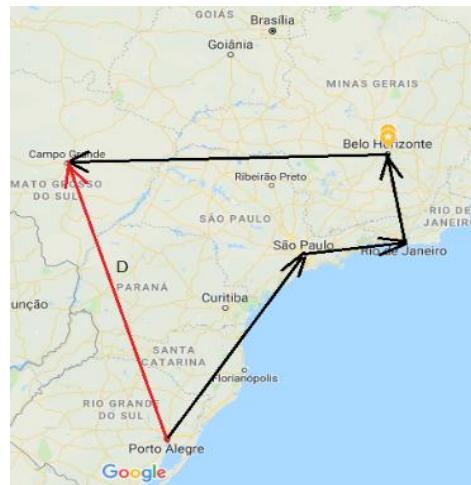 GOIÁS
Brasília
Goiânia
MINAS GERAIS
Belo Horizonte
Campo Grande
MATO GROSSO
DO SUL
Ribeirão Preto
SÃO PAULO
RIO DE
JANEIRO
São Paulo
Rio de Janeiro
D
PARANÁ
unção
Curitiba
SANTA
CATARINA
Florianópolis
RIO GRANDE
DO SUL
Porto Alegre
Google